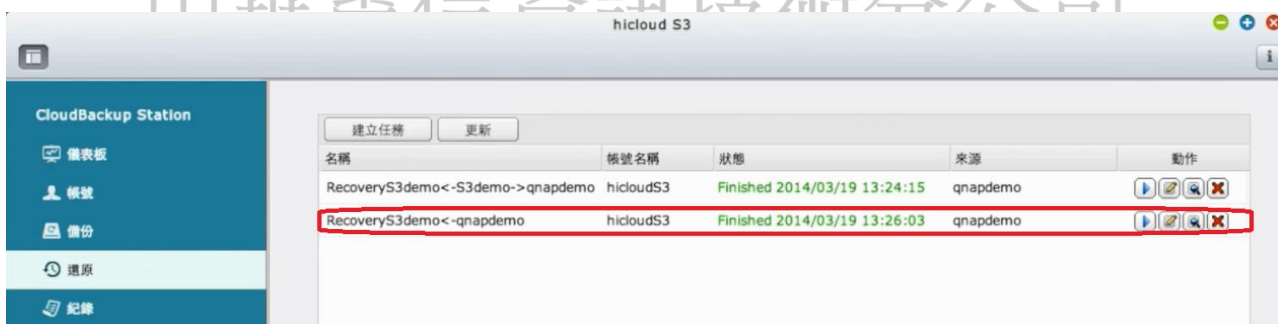 hicloud S3
CloudBackup Station
儀表板
帳號
備份
還原
紀錄
建立任務 更新
名稱 帳號名稱 狀態 來源 動作
RecoveryS3demo<-S3demo->qnapdemo hicloudS3 Finished 2014/03/19 13:24:15 qnapdemo
RecoveryS3demo<-qnapdemo hicloudS3 Finished 2014/03/19 13:26:03 qnapdemo